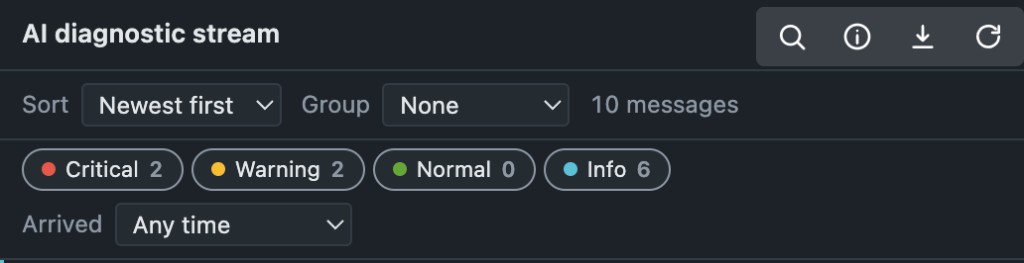 AI diagnostic stream
Sort Newest first Group None 10 messages
Critical 2 Warning 2 Normal 0 Info 6
Arrived Any time